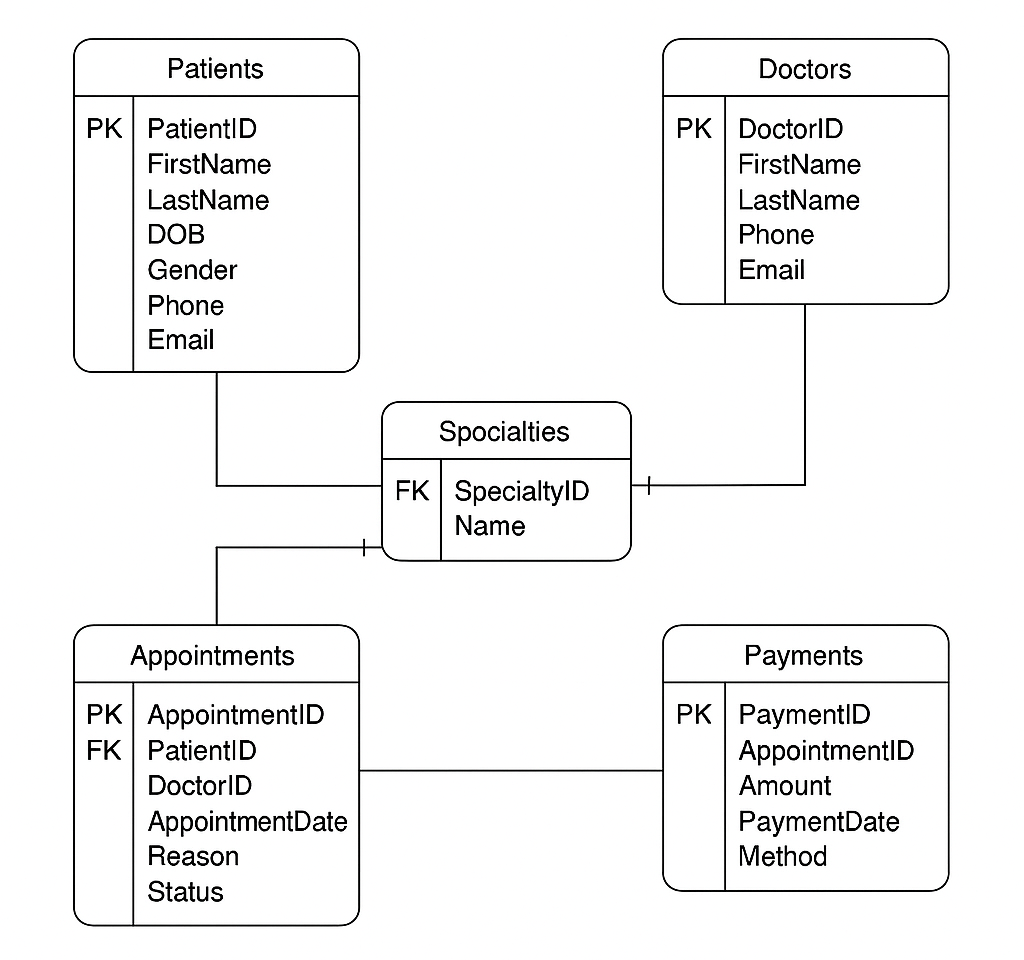 Patients
PK PatientID
FirstName
LastName
DOB
Gender
Phone
Email
Doctors
PK DoctorID
FirstName
LastName
Phone
Email
Spocialties
FK SpecialtyID
Name
Appointments
PK AppointmentID
FK PatientID
DoctorID
AppointmentDate
Reason
Status
Payments
PK PaymentID
AppointmentID
Amount
PaymentDate
Method